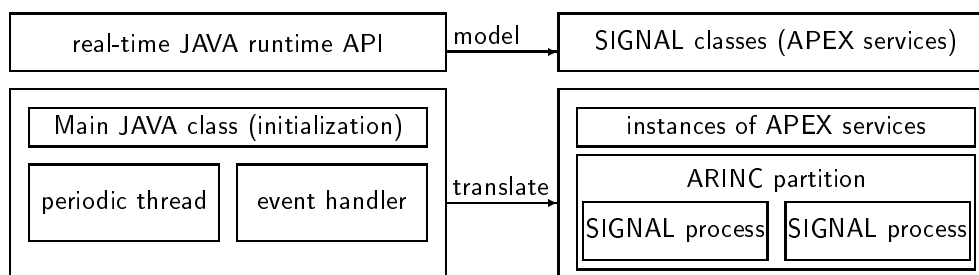 real-time JAVA runtime API
model
SIGNAL classes (APEX services)
Main JAVA class (initialization)
instances of APEX services
periodic thread
event handler
translate
ARINC partition
SIGNAL process
SIGNAL process